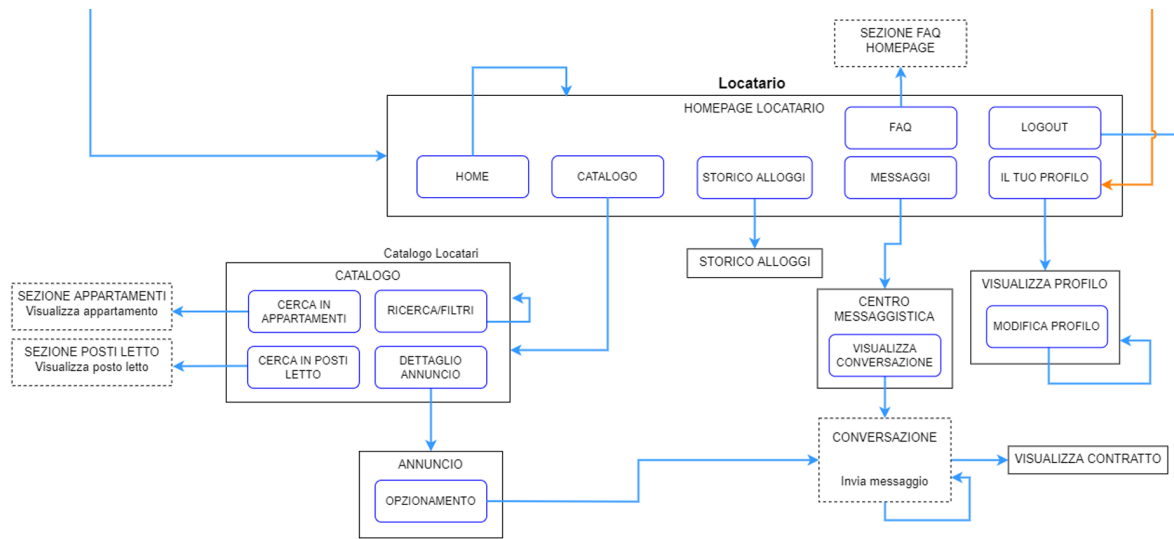 SEZIONE FAQ
HOMEPAGE
Locatario
HOMEPAGE LOCATARIO
FAQ
LOGOUT
HOME
CATALOGO
STORICO ALLOGGI
MESSAGGI
IL TUO PROFILO
Catalogo Locatari
CATALOGO
STORICO ALLOGGI
VISUALIZZA PROFILO
SEZIONE APPARTAMENTI
Visualizza appartamento
CERCA IN
APPARTAMENTI
RICERCA/FILTRI
CENTRO
MESSAGGISTICA
MODIFICA PROFILO
SEZIONE POSTI LETTO
Visualizza posto letto
CERCA IN POSTI
LETTO
DETTAGLIO
ANNUNCIO
VISUALIZZA
CONVERSAZIONE
CONVERSAZIONE
Invia messaggio
VISUALIZZA CONTRATTO
ANNUNCIO
OPZIONAMENTO